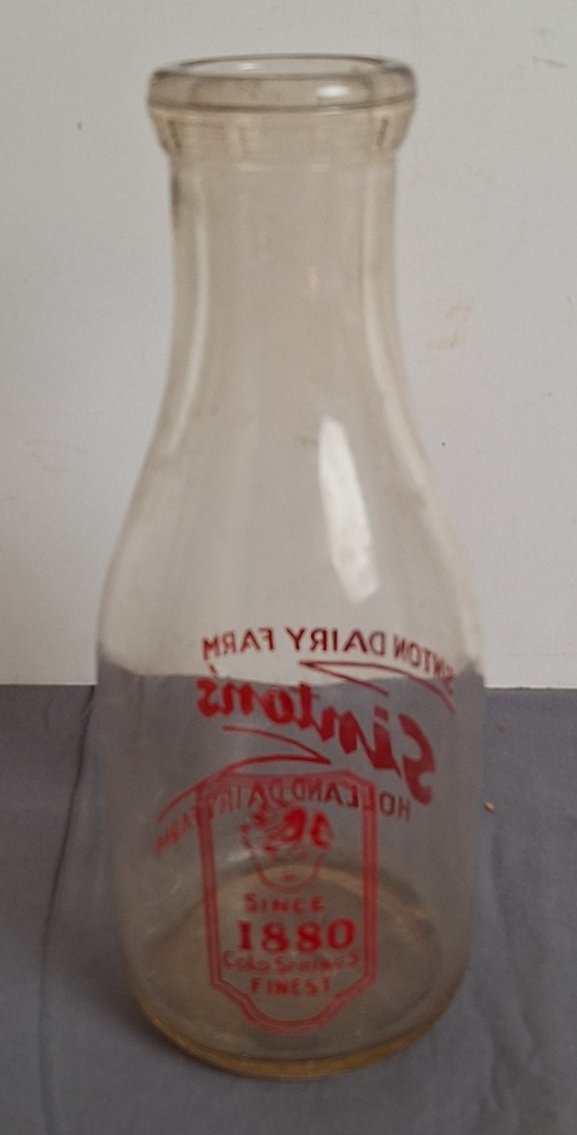 SINTON DAIRY FARM
Sinton's
HOLLAND DAIRY FARM
SINCE
1880
COLO. SPRINGS
FINEST